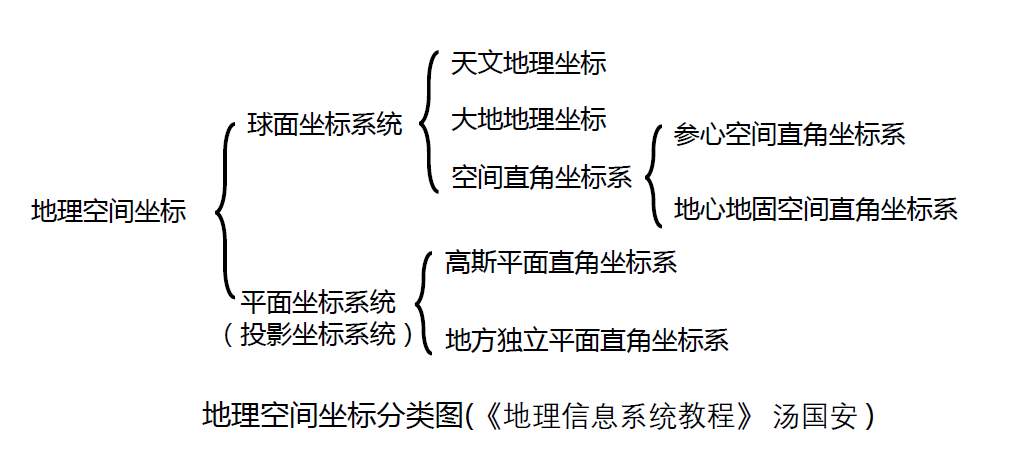 天文地理坐标
球面坐标系统
大地地理坐标
参心空间直角坐标系
空间直角坐标系
地理空间坐标
地心地固空间直角坐标系
高斯平面直角坐标系
平面坐标系统
（投影坐标系统）
地方独立平面直角坐标系
地理空间坐标分类图(《地理信息系统教程》 汤国安 )